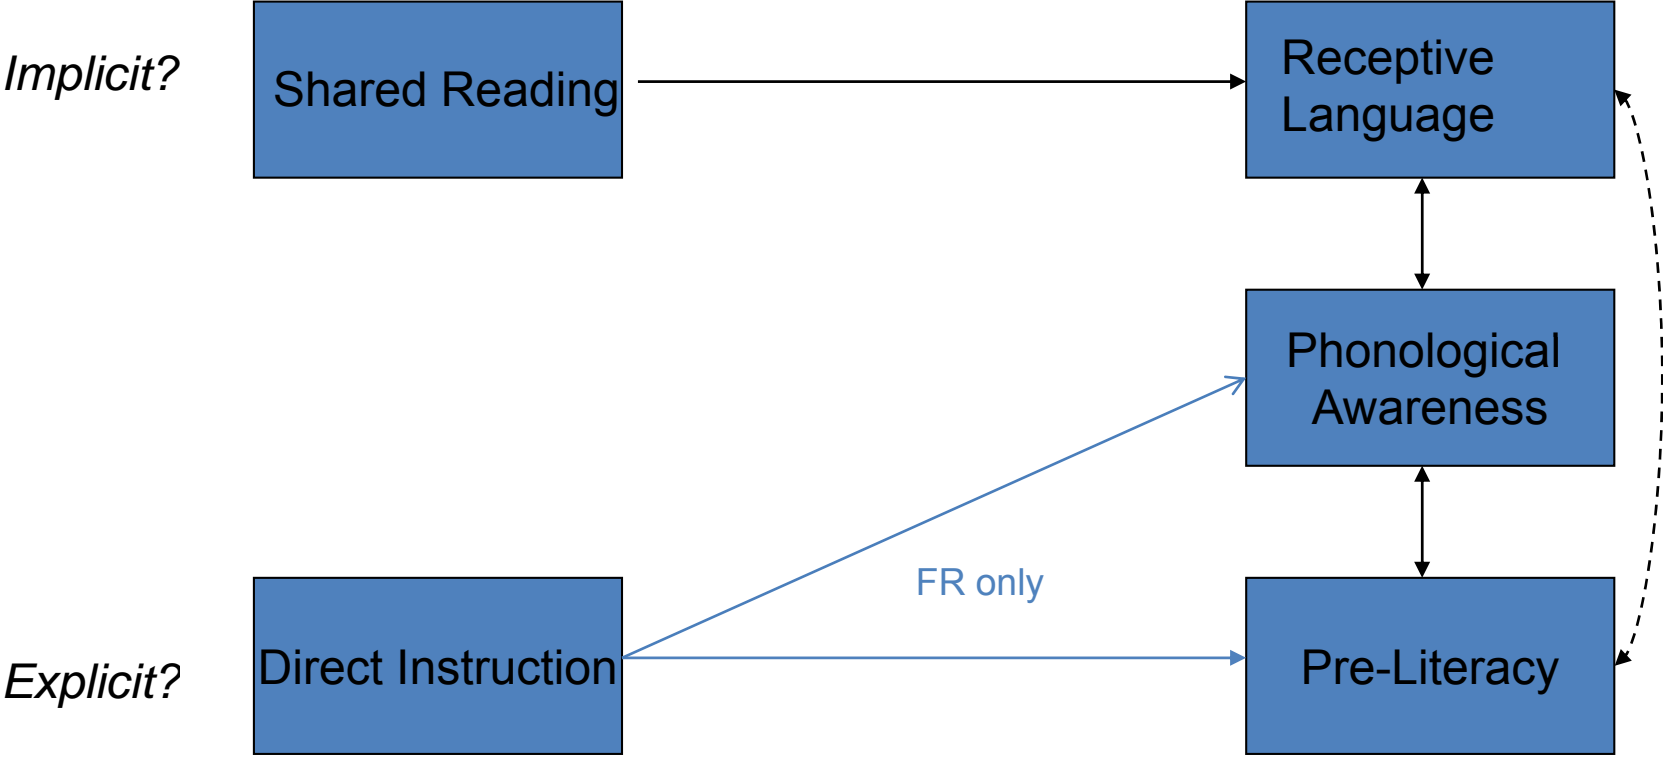 Implicit?
Shared Reading
Receptive
Language
Phonological
Awareness
FR only
Explicit?
Direct Instruction
Pre-Literacy